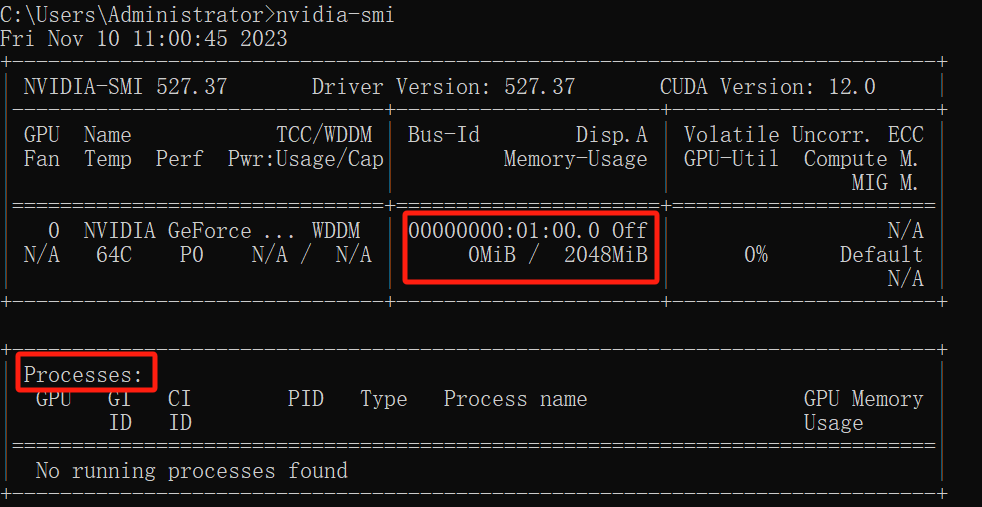 C:\Users\Administrator>nvidia-smi
Fri Nov 10 11:00:45 2023
NVIDIA-SMI 527.37 Driver Version: 527.37 CUDA Version: 12.0
GPU Name TCC/WDDM Bus-Id Disp.A Volatile Uncorr. ECC
Fan Temp Perf Pwr:Usage/Cap Memory-Usage GPU-Util Compute M.
MIG M.
0 NVIDIA GeForce ... WDDM 00000000:01:00.0 Off N/A
N/A 64C P0 N/A / N/A 0MiB / 2048MiB 0% Default
N/A
Processes:
GPU GI CI PID Type Process name GPU Memory
ID ID Usage
No running processes found